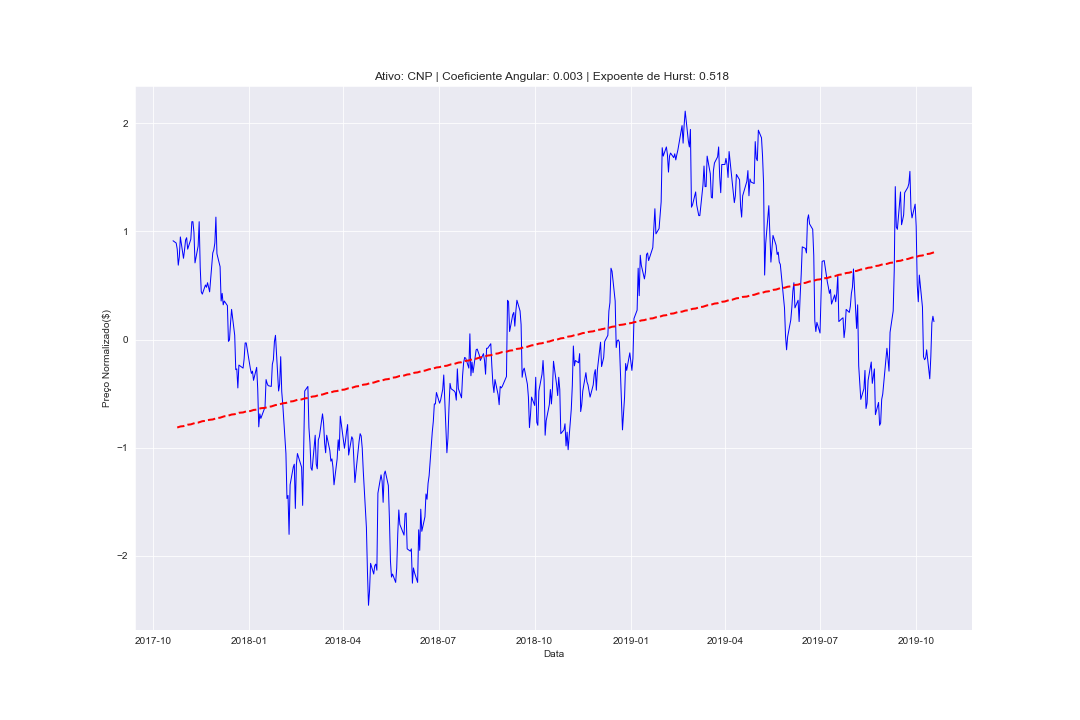 Ativo: CNP | Coeficiente Angular: 0.003 | Expoente de Hurst: 0.518
Preço Normalizado($)
2
1
0
−1
−2
2017-10 2018-01 2018-04 2018-07 2018-10 2019-01 2019-04 2019-07 2019-10
Data